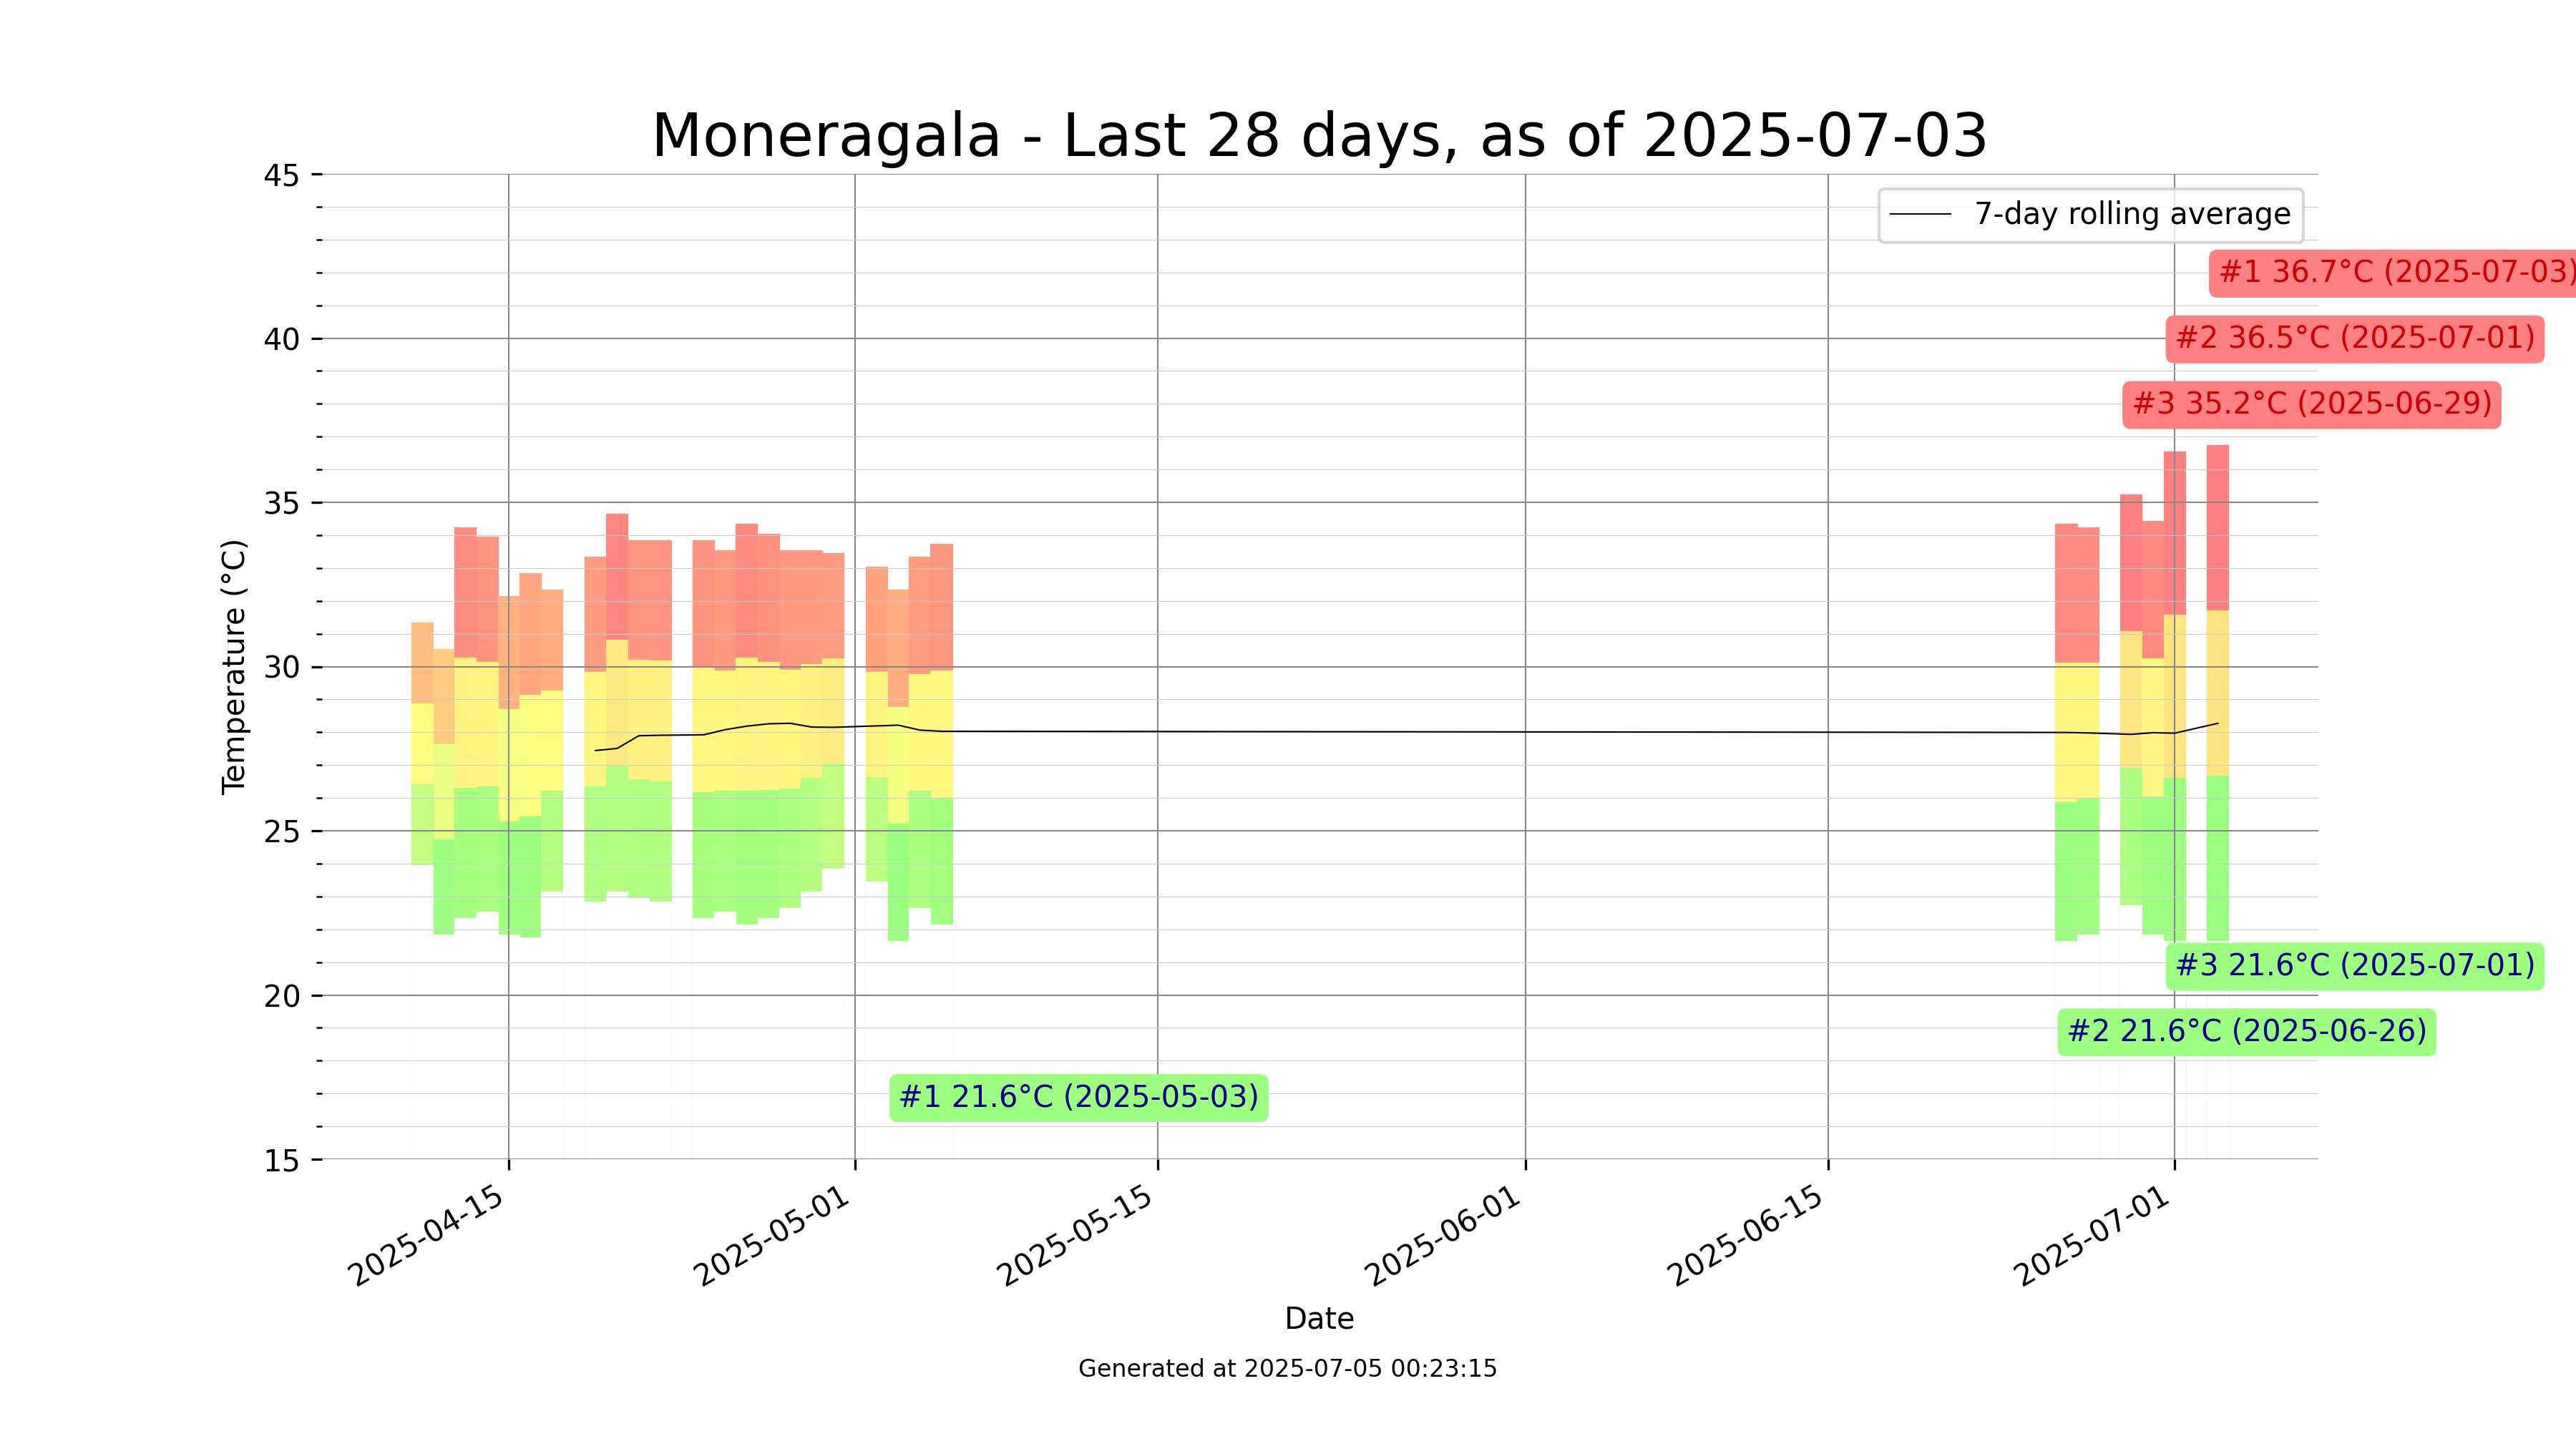 Moneragala - Last 28 days, as of 2025-07-03
45
40
35
30
25
20
15
Temperature (°C)
7-day rolling average
#1 36.7°C (2025-07-03)
#2 36.5°C (2025-07-01)
#3 35.2°C (2025-06-29)
#3 21.6°C (2025-07-01)
#2 21.6°C (2025-06-26)
#1 21.6°C (2025-05-03)
2025-04-15
2025-05-01
2025-05-15
2025-06-01
2025-06-15
2025-07-01
Date
Generated at 2025-07-05 00:23:15